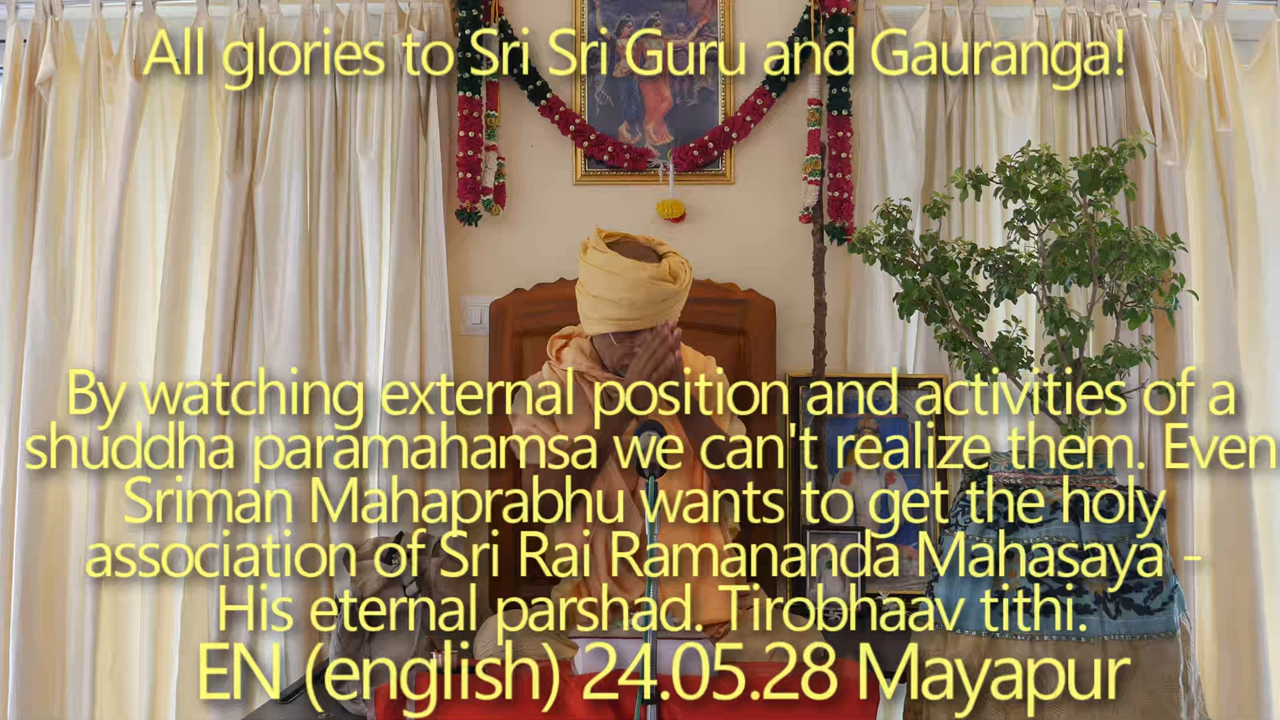 All glories to Sri Sri Guru and Gauranga!
By watching external position and activities of a
shuddha paramahamsa we can't realize them. Even
Sriman Mahaprabhu wants to get the holy
association of Sri Rai Ramananda Mahasaya -
His eternal parshad. Tirobhaav tithi.
EN (english) 24.05.28 Mayapur